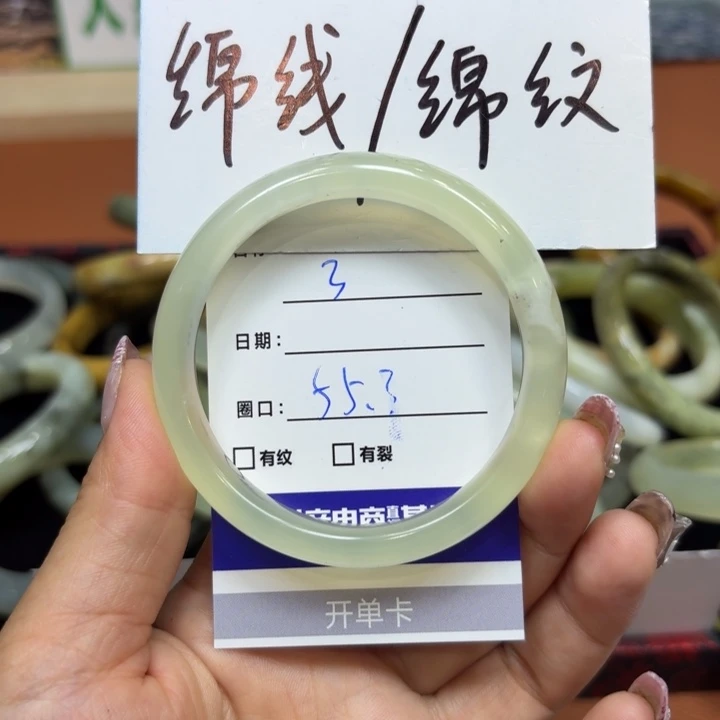 绵线/绵纹
3
日期：
圈口：55.3
□有纹 □有裂
开单卡